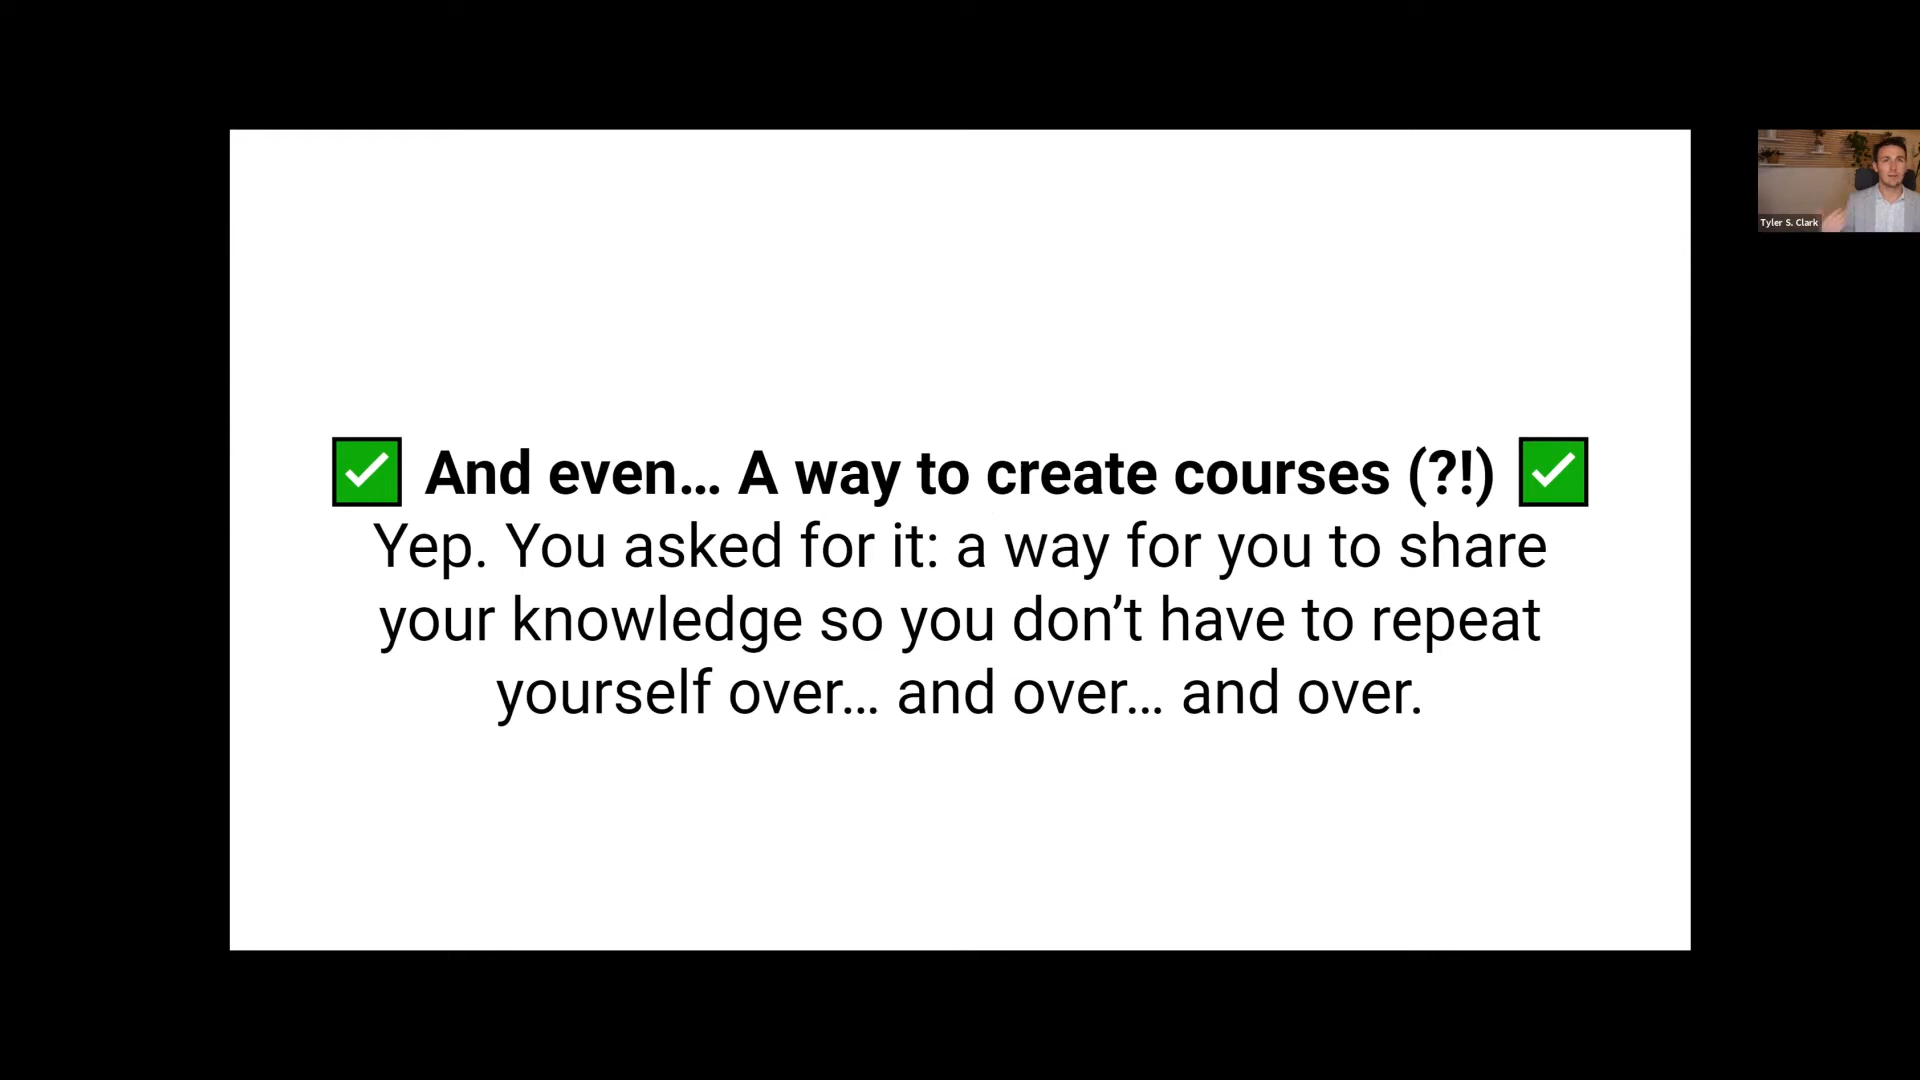 ✅ And even… A way to create courses (?!) ✅
Yep. You asked for it: a way for you to share
your knowledge so you don’t have to repeat
yourself over… and over… and over.
Tyler S. Clark